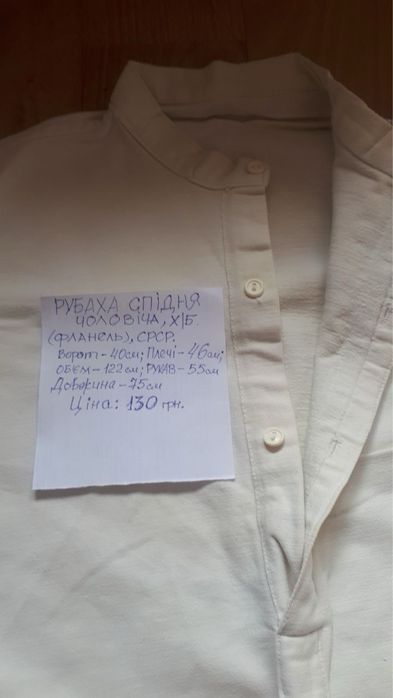 РУБАХА СПІДНЯ
ЧОЛОВІЧА, Х/Б.
(ФЛАНЕЛЬ), СРСР.
Ворот - 40см; Плечі - 46см;
ОБЄМ - 122см; РУКАВ - 55см
Довжина - 75см
Ціна: 130 грн.